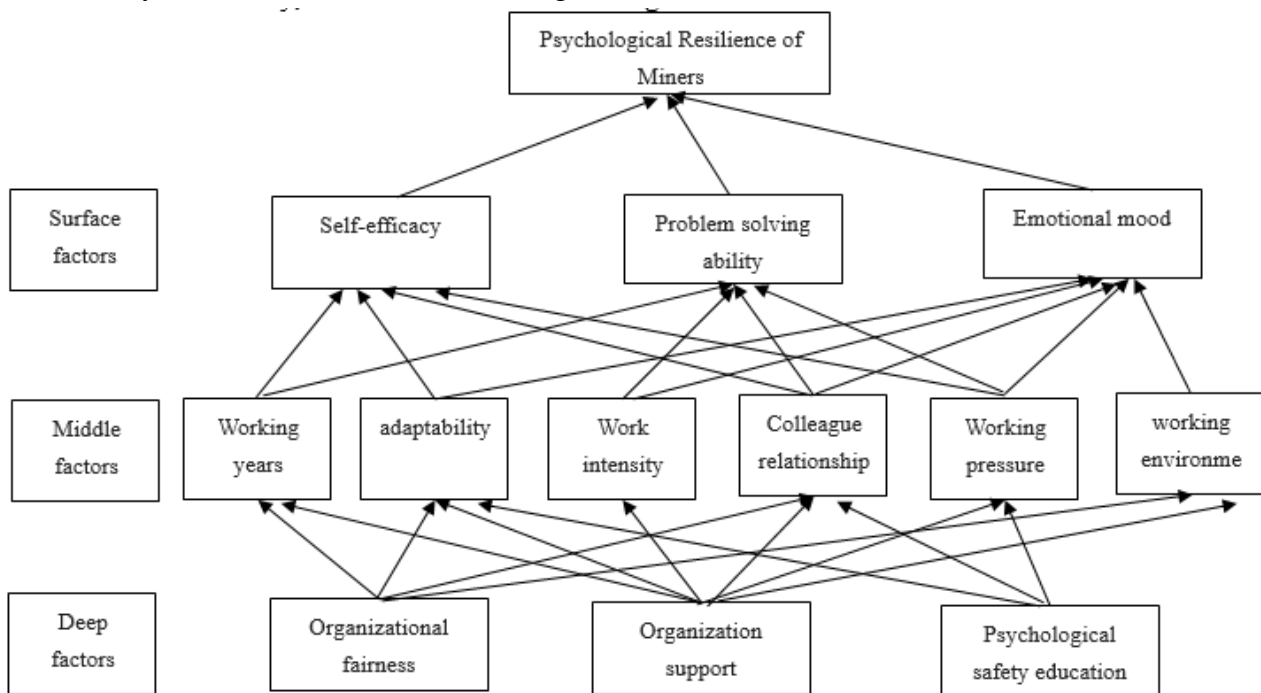 Psychological Resilience of
Miners
Surface
factors
Self-efficacy
Problem solving
ability
Emotional mood
Middle
factors
Working
years
adaptability
Work
intensity
Colleague
relationship
Working
pressure
working
environme
Deep
factors
Organizational
fairness
Organization
support
Psychological
safety education